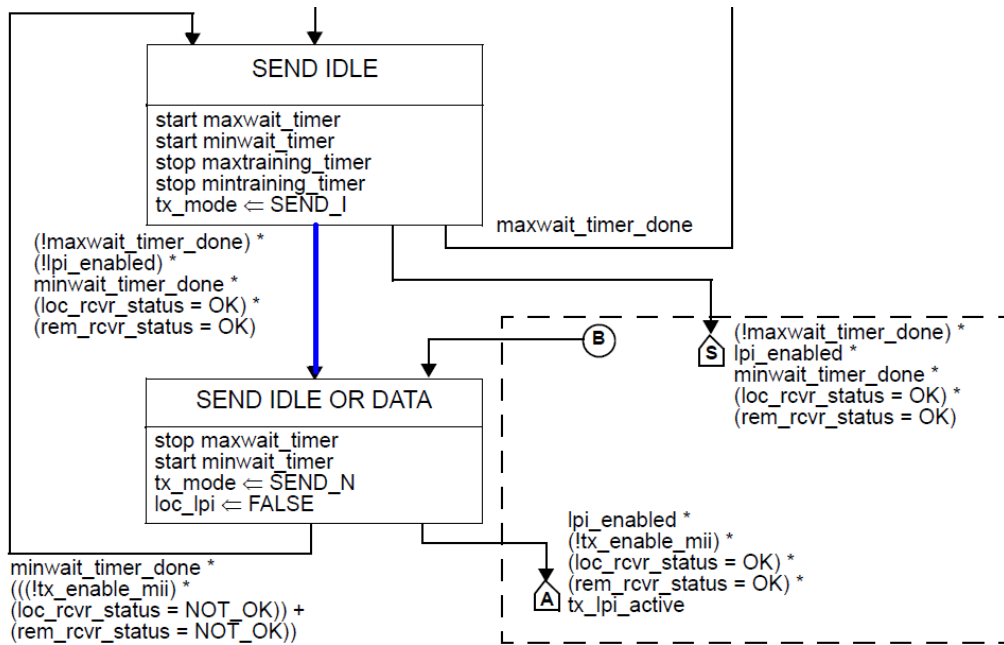 SEND IDLE
start maxwait_timer
start minwait_timer
stop maxtraining_timer
stop mintraining_timer
tx_mode ⇐ SEND_I
maxwait_timer_done
(!maxwait_timer_done) *
(!lpi_enabled) *
minwait_timer_done *
(loc_rcvr_status = OK) *
(rem_rcvr_status = OK)
B
S
(!maxwait_timer_done) *
lpi_enabled *
minwait_timer_done *
(loc_rcvr_status = OK) *
(rem_rcvr_status = OK)
SEND IDLE OR DATA
stop maxwait_timer
start minwait_timer
tx_mode ⇐ SEND_N
loc_lpi ⇐ FALSE
lpi_enabled *
(!tx_enable_mii) *
(loc_rcvr_status = OK) *
(rem_rcvr_status = OK) *
tx_lpi_active
A
minwait_timer_done *
(((!tx_enable_mii) *
(loc_rcvr_status = NOT_OK)) +
(rem_rcvr_status = NOT_OK))